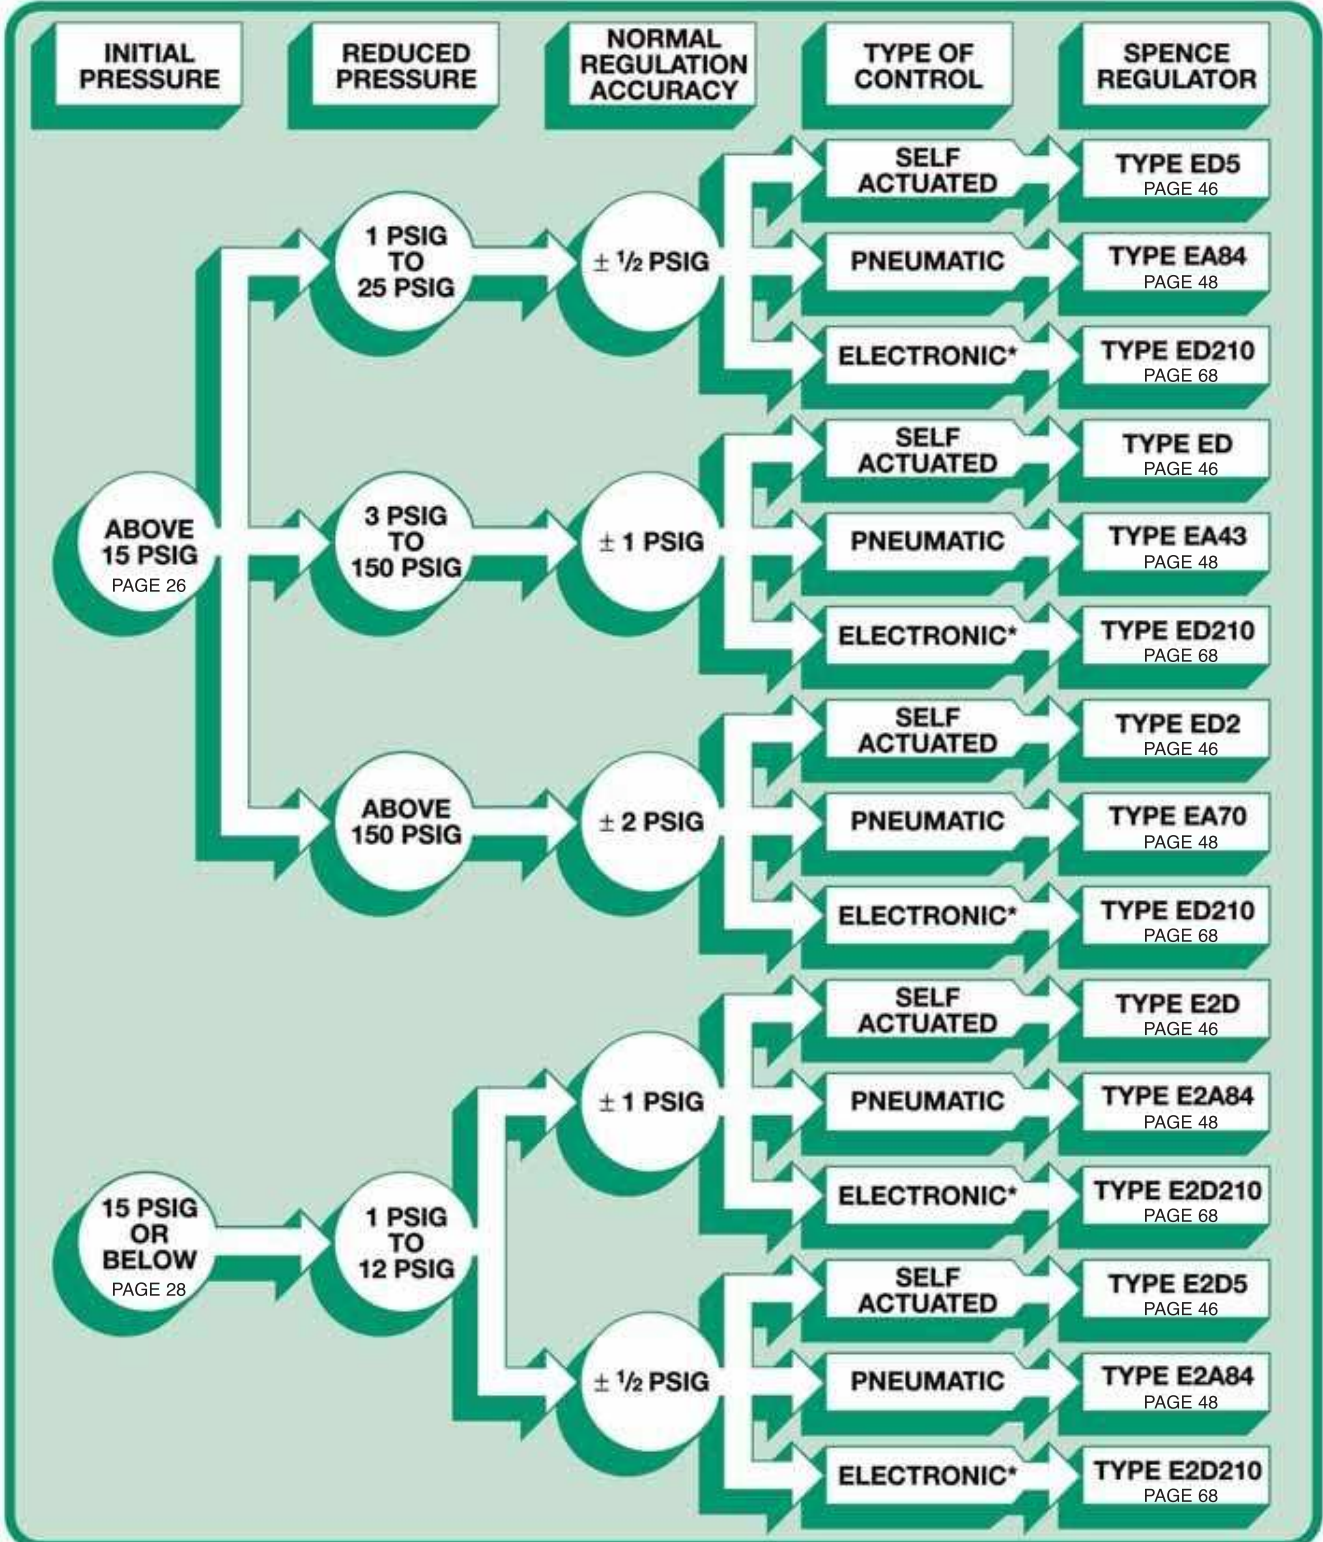 INITIAL
PRESSURE
REDUCED
PRESSURE
NORMAL
REGULATION
ACCURACY
TYPE OF
CONTROL
SPENCE
REGULATOR
ABOVE
15 PSIG
PAGE 26
1 PSIG
TO
25 PSIG
± 1/2 PSIG
SELF
ACTUATED
TYPE ED5
PAGE 46
PNEUMATIC
TYPE EA84
PAGE 48
ELECTRONIC*
TYPE ED210
PAGE 68
3 PSIG
TO
150 PSIG
± 1 PSIG
SELF
ACTUATED
TYPE ED
PAGE 46
PNEUMATIC
TYPE EA43
PAGE 48
ELECTRONIC*
TYPE ED210
PAGE 68
ABOVE
150 PSIG
± 2 PSIG
SELF
ACTUATED
TYPE ED2
PAGE 46
PNEUMATIC
TYPE EA70
PAGE 48
ELECTRONIC*
TYPE ED210
PAGE 68
15 PSIG
OR
BELOW
PAGE 28
1 PSIG
TO
12 PSIG
± 1 PSIG
SELF
ACTUATED
TYPE E2D
PAGE 46
PNEUMATIC
TYPE E2A84
PAGE 48
ELECTRONIC*
TYPE E2D210
PAGE 68
± 1/2 PSIG
SELF
ACTUATED
TYPE E2D5
PAGE 46
PNEUMATIC
TYPE E2A84
PAGE 48
ELECTRONIC*
TYPE E2D210
PAGE 68